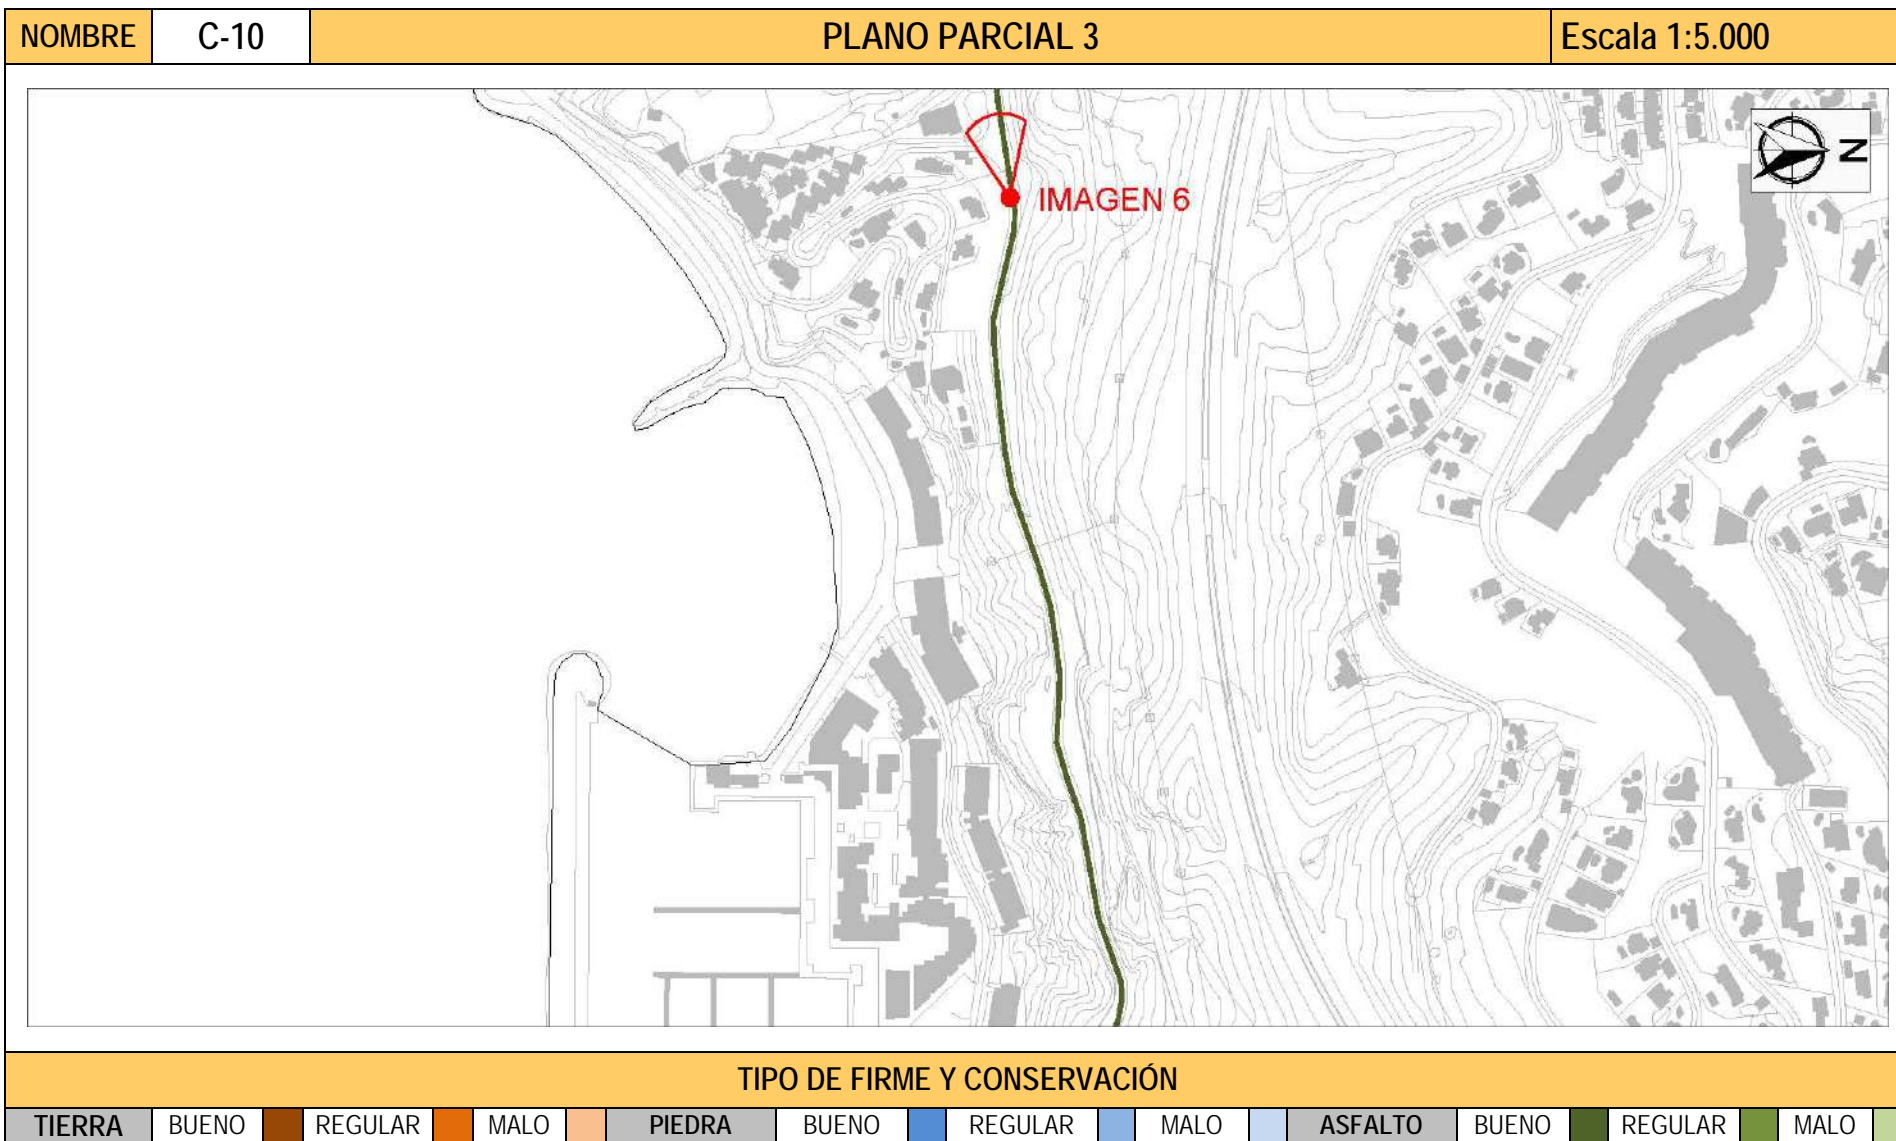 NOMBRE C-10 PLANO PARCIAL 3 Escala 1:5.000
IMAGEN 6
N
TIPO DE FIRME Y CONSERVACIÓN
TIERRA BUENO REGULAR MALO PIEDRA BUENO REGULAR MALO ASFALTO BUENO REGULAR MALO